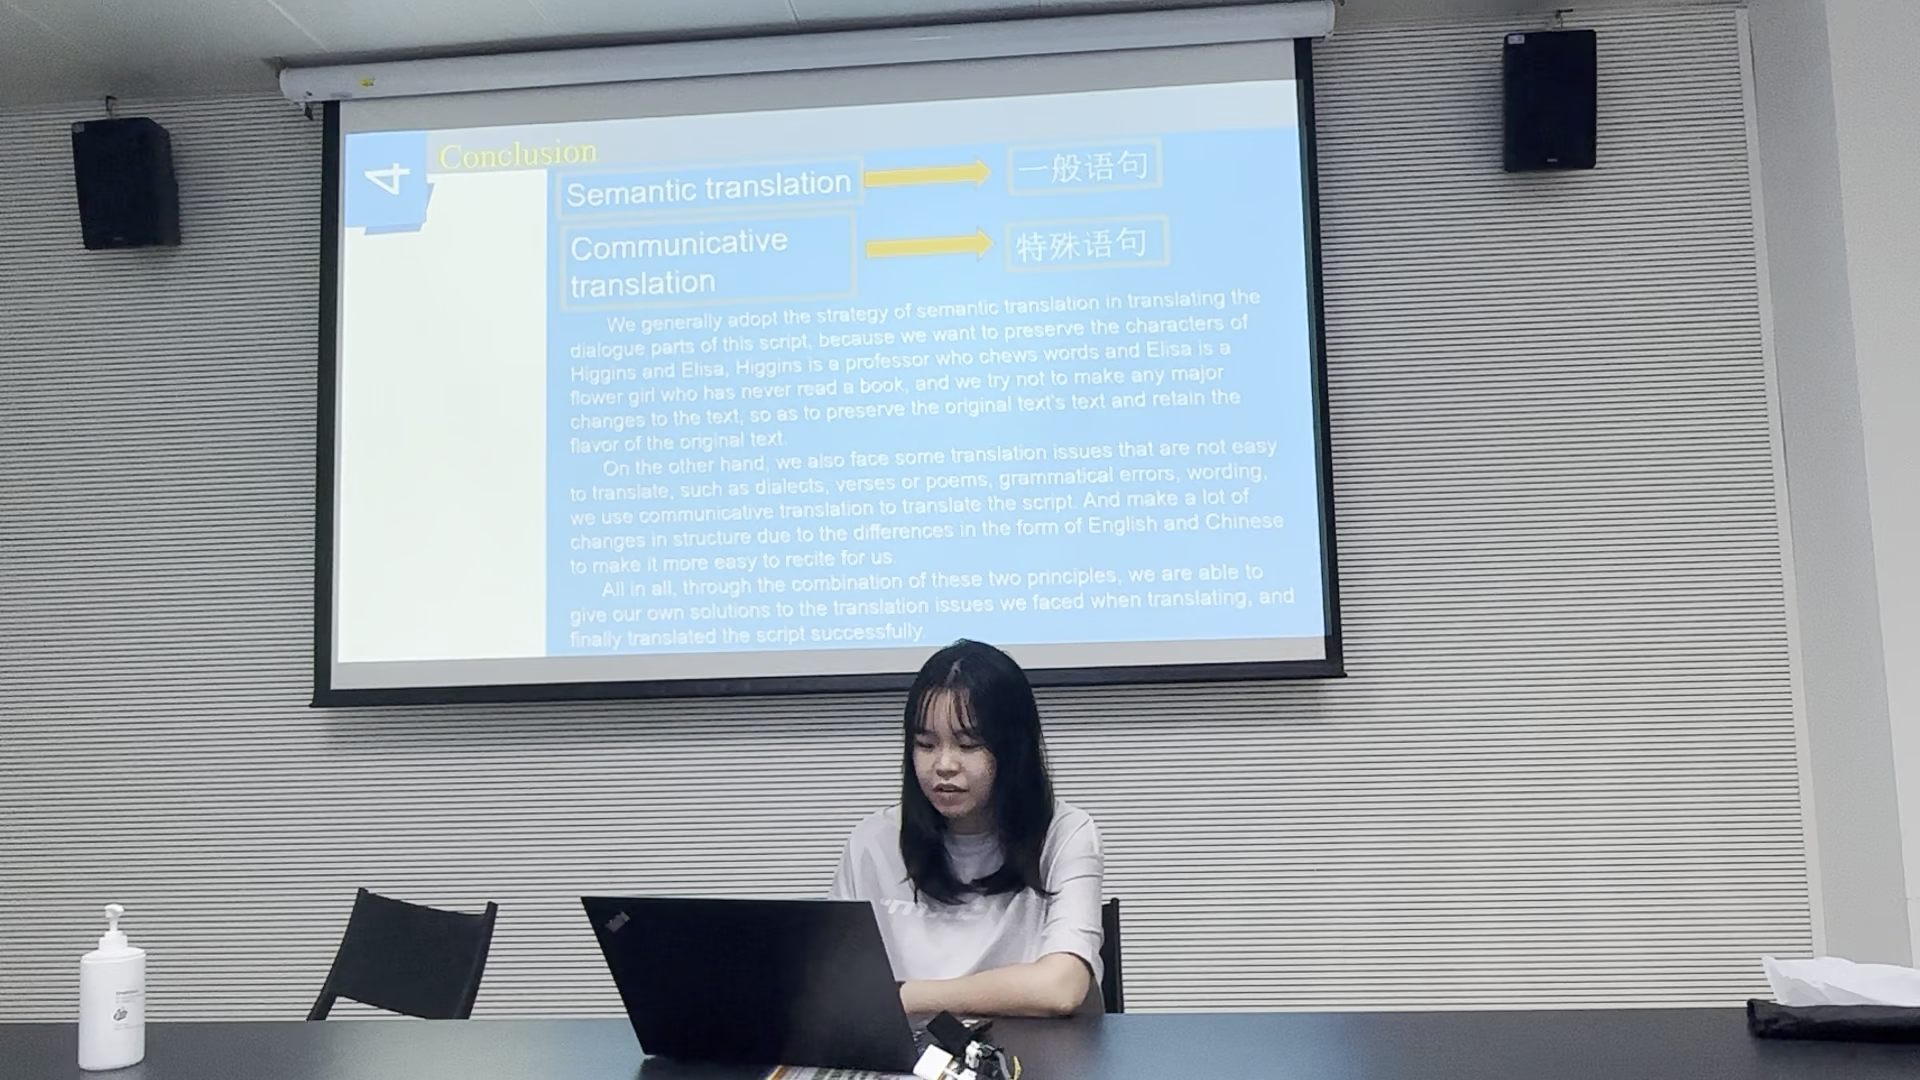 4
Conclusion
Semantic translation
一般语句
Communicative
translation
特殊语句
We generally adopt the strategy of semantic translation in translating the
dialogue parts of this script, because we want to preserve the characters of
Higgins and Elisa, Higgins is a professor who chews words and Elisa is a
flower girl who has never read a book, and we try not to make any major
changes to the text, so as to preserve the original text's text and retain the
flavor of the original text.
On the other hand, we also face some translation issues that are not easy
to translate, such as dialects, verses or poems, grammatical errors, wording,
we use communicative translation to translate the script. And make a lot of
changes in structure due to the differences in the form of English and Chinese
to make it more easy to recite for us.
All in all, through the combination of these two principles, we are able to
give our own solutions to the translation issues we faced when translating, and
finally translated the script successfully.